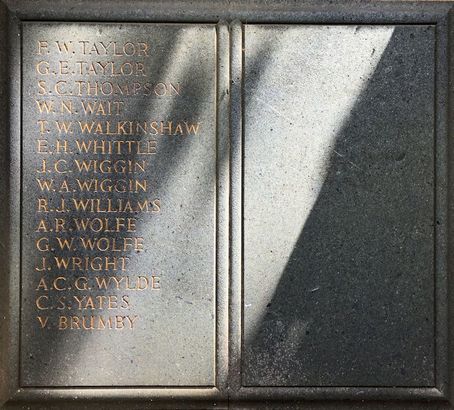 F. W. TAYLOR
G. E. TAYLOR
S. C. THOMPSON
W. N. WAIT
T. W. WALKINSHAW
E. H. WHITTLE
J. C. WIGGIN
W. A. WIGGIN
R. J. WILLIAMS
A. R. WOLFE
G. W. WOLFE
J. WRIGHT
A. C. G. WYLDE
C. S. YATES
V. BRUMBY